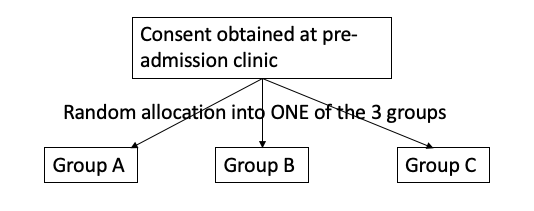 Consent obtained at pre-
admission clinic
Random allocation into ONE of the 3 groups
Group A
Group B
Group C